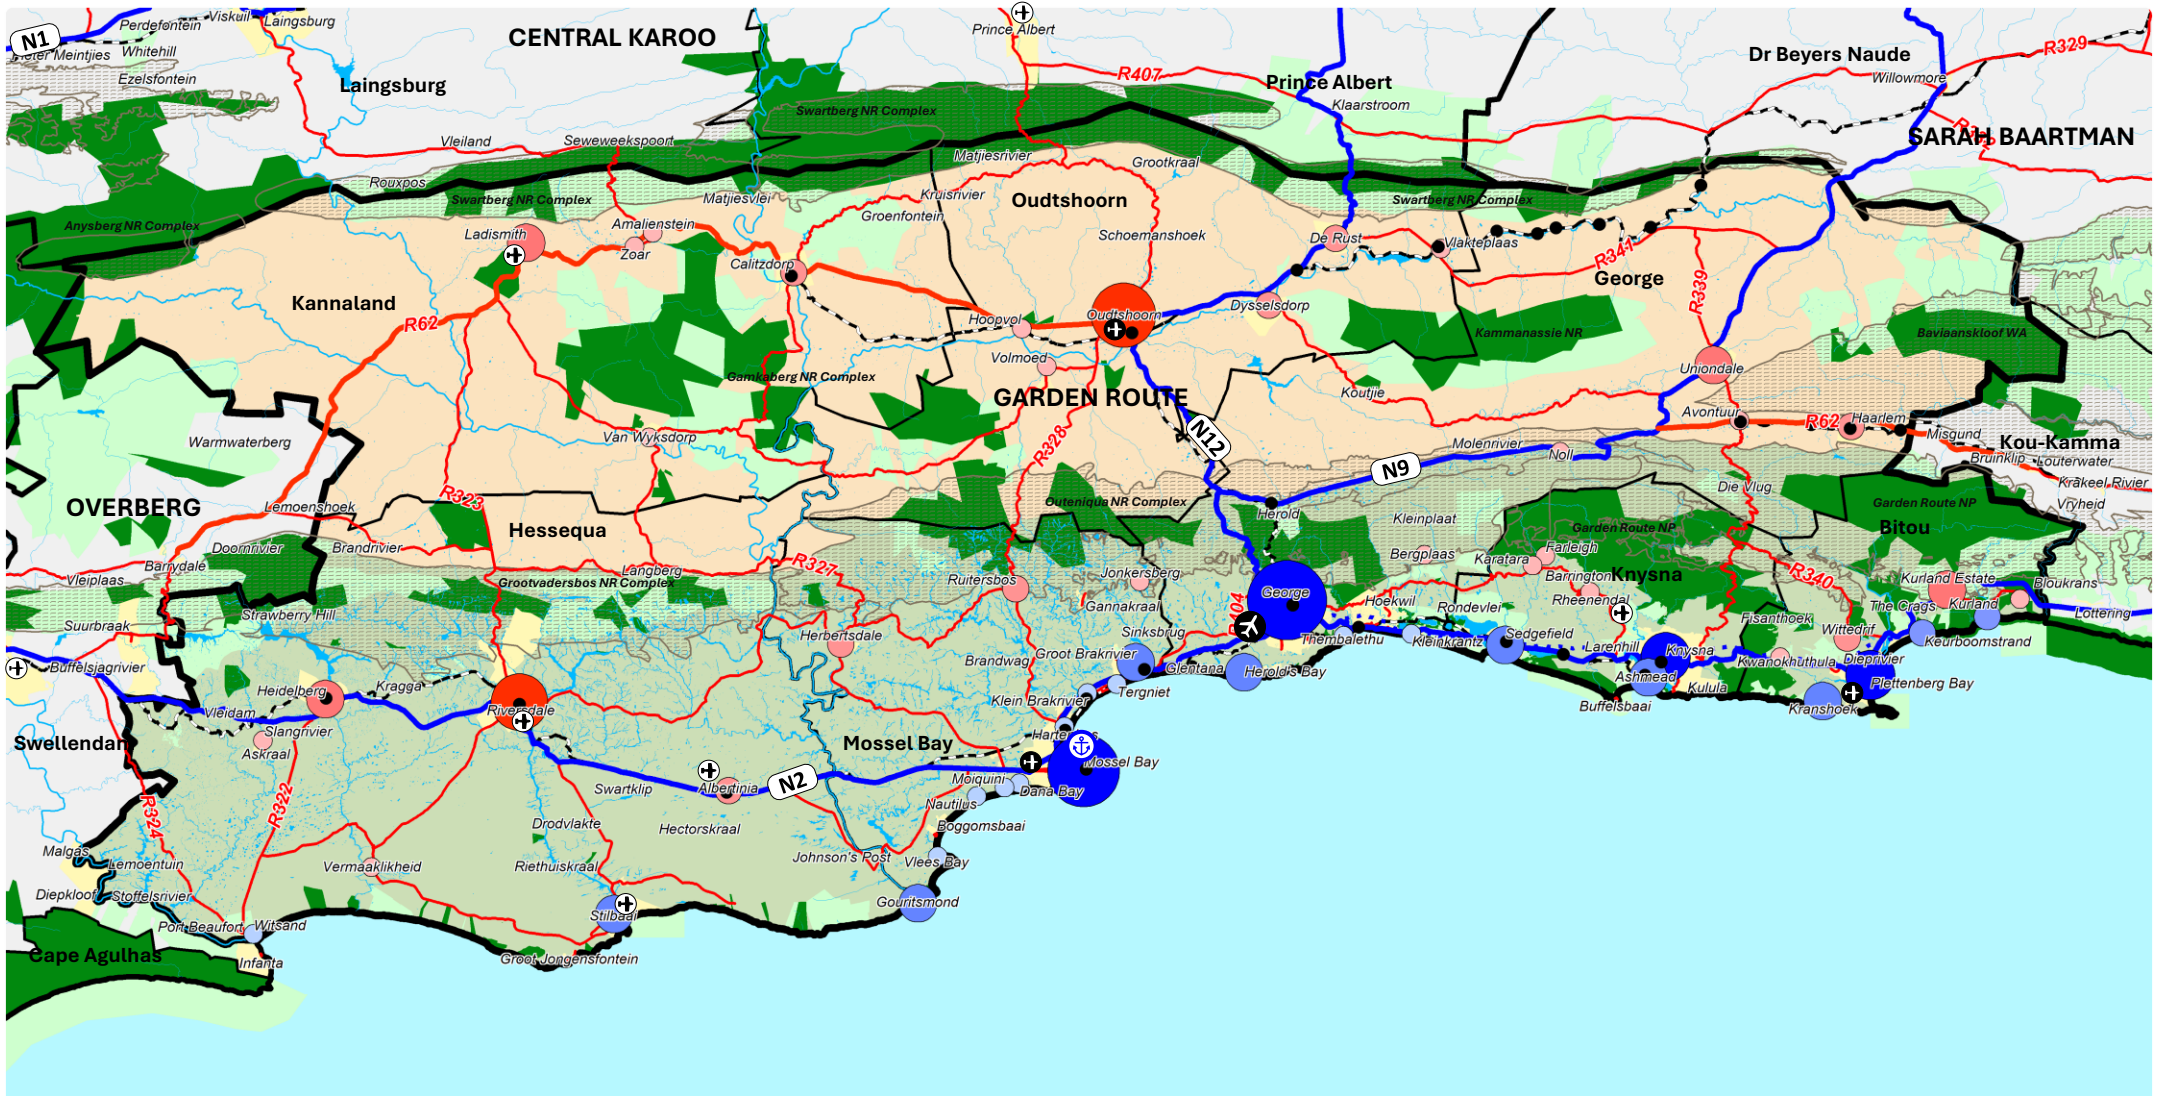 N1
Perdefontein
Viskuil
Laingsburg
CENTRAL KAROO
Prince Albert
Dr Beyers Naude
R329
Pieter Meintjies
Whitehill
Ezelsfontein
Laingsburg
R407
Prince Albert
Klaarstroom
Willowmore
Swartberg NR Complex
SARAH BAARTMAN
Vleiland
Seweweekspoort
Matjiesrivier
Grootkraal
Rouxpos
Swartberg NR Complex
Matjiesvlei
Kruisrivier
Oudtshoorn
Swartberg NR Complex
Anysberg NR Complex
Ladismith
Amalienstein
Groenfontein
Schoemanshoek
De Rust
Vlakteplaas
Zoar
Calitzdorp
R341
George
R339
Kannaland
R62
Hoopvol
Oudtshoorn
Dysselsdorp
Kammanassie NR
Baviaanskloof WA
Volmoed
Uniondale
Gamkaberg NR Complex
GARDEN ROUTE
Koutjie
Avontuur
R62
Haarlem
Misgund
Warmwaterberg
Van Wyksdorp
R328
N12
Molenrivier
Noll
Kou-Kamma
Bruinklip
Louterwater
N9
Krakeel Rivier
OVERBERG
Lemoenshoek
R323
Hessequa
Outeniqua NR Complex
Herold
Kleinplaat
Die Vlug
Garden Route NP
Garden Route NP
Bitou
Vryheid
Doornrivier
Brandrivier
Barrydale
Vleiplaas
Langberg
R327
Grootvadersbos NR Complex
Ruitersbos
Jonkersberg
Gannakraal
George
Bergplaas
Karatara
Farleigh
Barrington
Knysna
R340
Kurland Estate
Bloukrans
Rheenendal
Hoekwil
Rondevlei
The Crags
Kurland
Lottering
Strawberry Hill
Suurbraak
Herbertsdale
Sinksbrug
Thembalethu
Kleinkrantz
Sedgefield
Fisanthoek
Wittedrif
Keurboomstrand
Buffelsjagrivier
Brandwag
Groot Brakrivier
Glentana
Herold's Bay
Larenhill
Knysna
Kwanokhuthula
Dieprivier
Heidelberg
Kragga
Klein Brakrivier
Tergniet
Ashmead
Kulula
Plettenberg Bay
Vleidam
Riversdale
Buffelsbaai
Kranshoek
Slangrivier
Swellendam
Askraal
Mossel Bay
Mossel Bay
N2
Moiquni
Dana Bay
Swartklip
Albertinia
Nautilus
R324
R322
Drodvlakte
Hectorskraal
Boggomsbaai
Malgas
Lemoentuin
Vermaaklikheid
Riethuiskraal
Johnson's Post
Vlees Bay
Diepkloof
Stoffelsrivier
Gouritsmond
Port Beaufort
Witsand
Stilbaai
Cape Agulhas
Infanta
Groot Jongensfontein